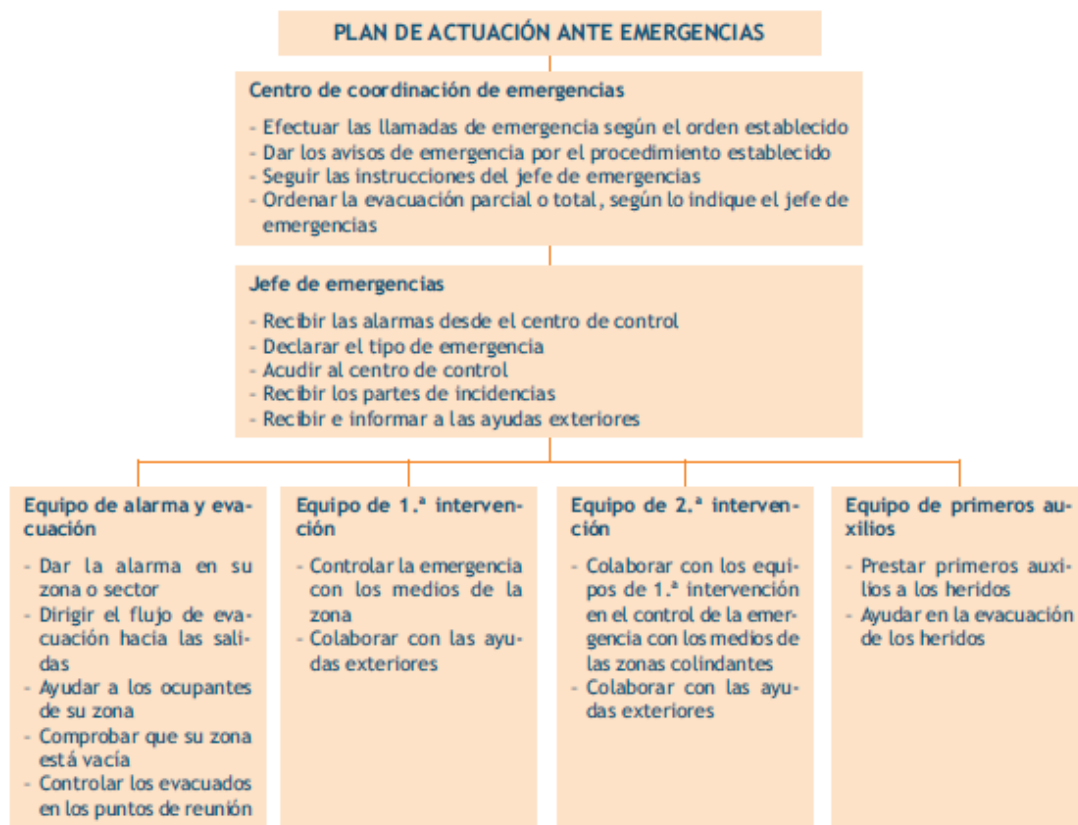 PLAN DE ACTUACIÓN ANTE EMERGENCIAS
Centro de coordinación de emergencias
- Efectuar las llamadas de emergencia según el orden establecido
- Dar los avisos de emergencia por el procedimiento establecido
- Seguir las instrucciones del jefe de emergencias
- Ordenar la evacuación parcial o total, según lo indique el jefe de
emergencias
Jefe de emergencias
- Recibir las alarmas desde el centro de control
- Declarar el tipo de emergencia
- Acudir al centro de control
- Recibir los partes de incidencias
- Recibir e informar a las ayudas exteriores
Equipo de alarma y eva-
cuación
- Dar la alarma en su
zona o sector
- Dirigir el flujo de eva-
cuación hacia las sali-
das
- Ayudar a los ocupantes
de su zona
- Comprobar que su zona
está vacía
- Controlar los evacuados
en los puntos de reunión
Equipo de 1.ª interven-
ción
- Controlar la emergencia
con los medios de la
zona
- Colaborar con las ayu-
das exteriores
Equipo de 2.ª interven-
ción
- Colaborar con los equi-
pos de 1.ª intervención
en el control de la emer-
gencia con los medios de
las zonas colindantes
- Colaborar con las ayu-
das exteriores
Equipo de primeros au-
xilios
- Prestar primeros auxi-
lios a los heridos
- Ayudar en la evacuación
de los heridos